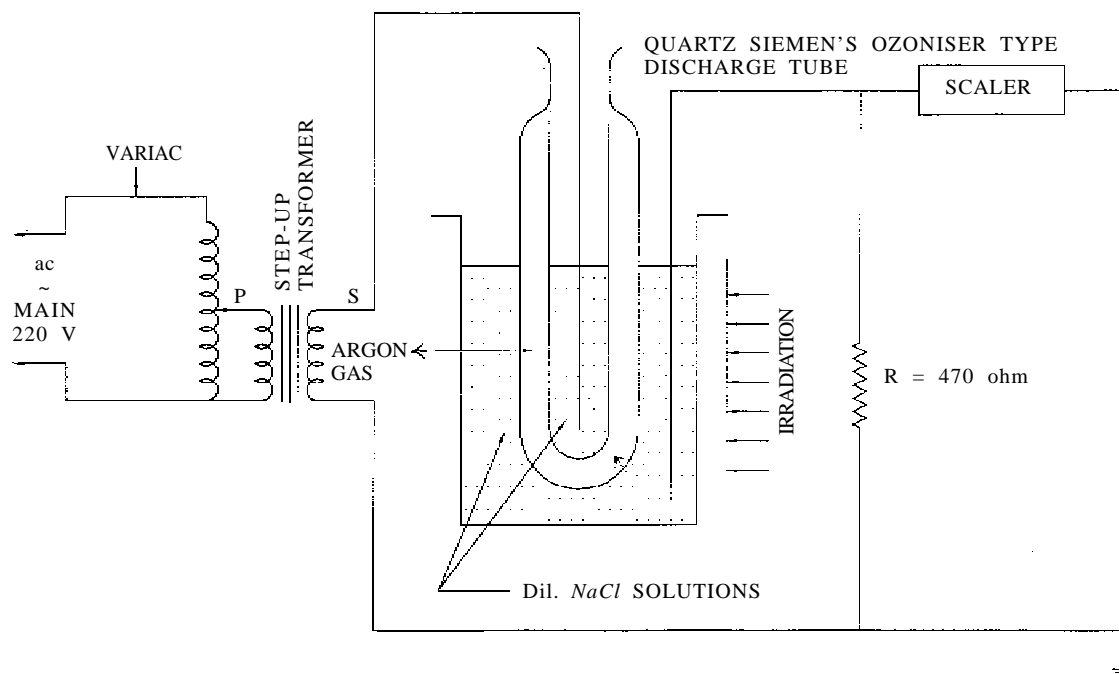 QUARTZ SIEMEN'S OZONISER TYPE
DISCHARGE TUBE
SCALER
VARIAC
STEP-UP
TRANSFORMER
ac
~
MAIN
220 V
P
S
ARGON
GAS
IRRADIATION
R = 470 ohm
Dil. NaCl SOLUTIONS